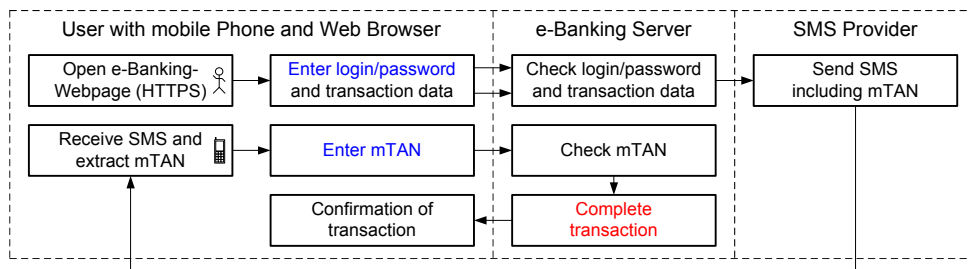 User with mobile Phone and Web Browser
e-Banking Server
SMS Provider
Open e-Banking-
Webpage (HTTPS)
Enter login/password
and transaction data
Check login/password
and transaction data
Send SMS
including mTAN
Receive SMS and
extract mTAN
Enter mTAN
Check mTAN
Confirmation of
transaction
Complete
transaction